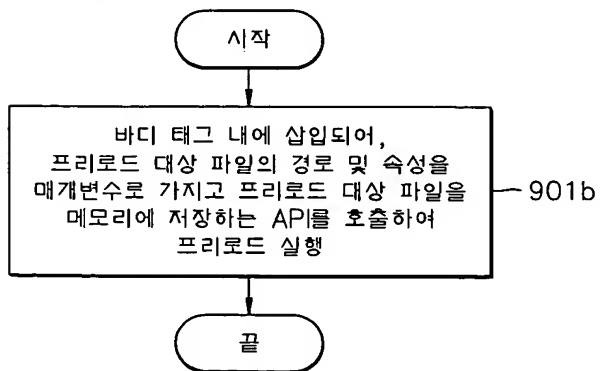 시작
바디 태그 내에 삽입되어,
프리로드 대상 파일의 경로 및 속성을
매개변수로 가지고 프리로드 대상 파일을
메모리에 저장하는 API를 호출하여
프리로드 실행
901b
끝